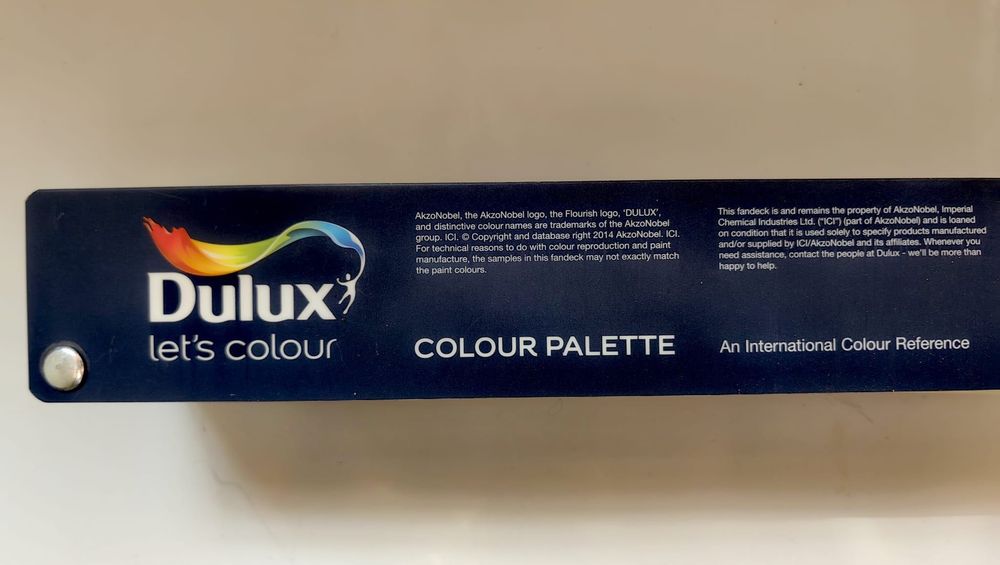 Dulux
let's colour
AkzoNobel, the AkzoNobel logo, the Flourish logo, 'DULUX',
and distinctive colour names are trademarks of the AkzoNobel
group. ICI. © Copyright and database right 2014 AkzoNobel. ICI.
For technical reasons to do with colour reproduction and paint
manufacture, the samples in this fandeck may not exactly match
the paint colours.
COLOUR PALETTE
This fandeck is and remains the property of AkzoNobel, Imperial
Chemical Industries Ltd. ("ICI") (part of AkzoNobel) and is loaned
on condition that it is used solely to specify products manufactured
and/or supplied by ICI/AkzoNobel and its affiliates. Whenever you
need assistance, contact the people at Dulux - we'll be more than
happy to help.
An International Colour Reference